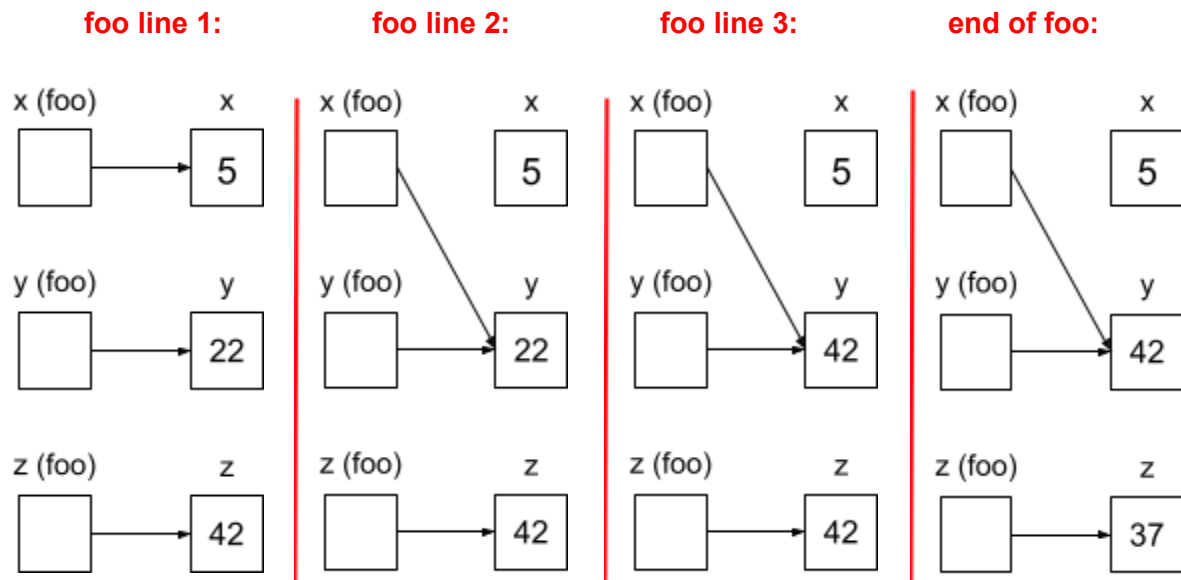 foo line 1:
foo line 2:
foo line 3:
end of foo:
x (foo) x
5
y (foo) y
22
z (foo) z
42
x (foo) x
5
y (foo) y
22
z (foo) z
42
x (foo) x
5
y (foo) y
42
z (foo) z
42
x (foo) x
5
y (foo) y
42
z (foo) z
37